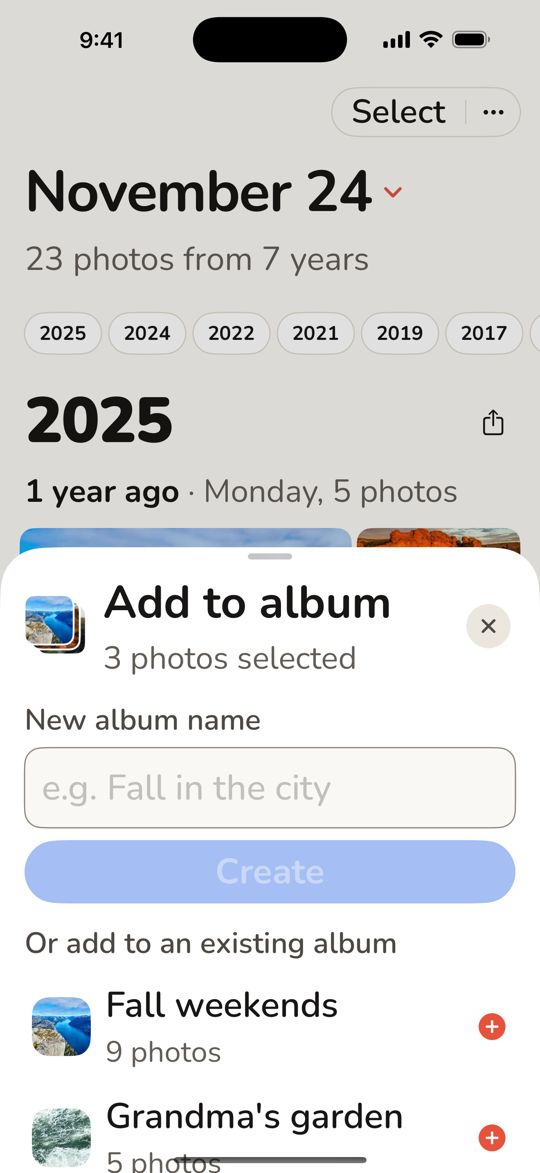 9:41
Select
November 24
23 photos from 7 years
2025
2024
2022
2021
2019
2017
2025
1 year ago · Monday, 5 photos
Add to album
3 photos selected
New album name
e.g. Fall in the city
Create
Or add to an existing album
Fall weekends
9 photos
Grandma's garden
5 photos